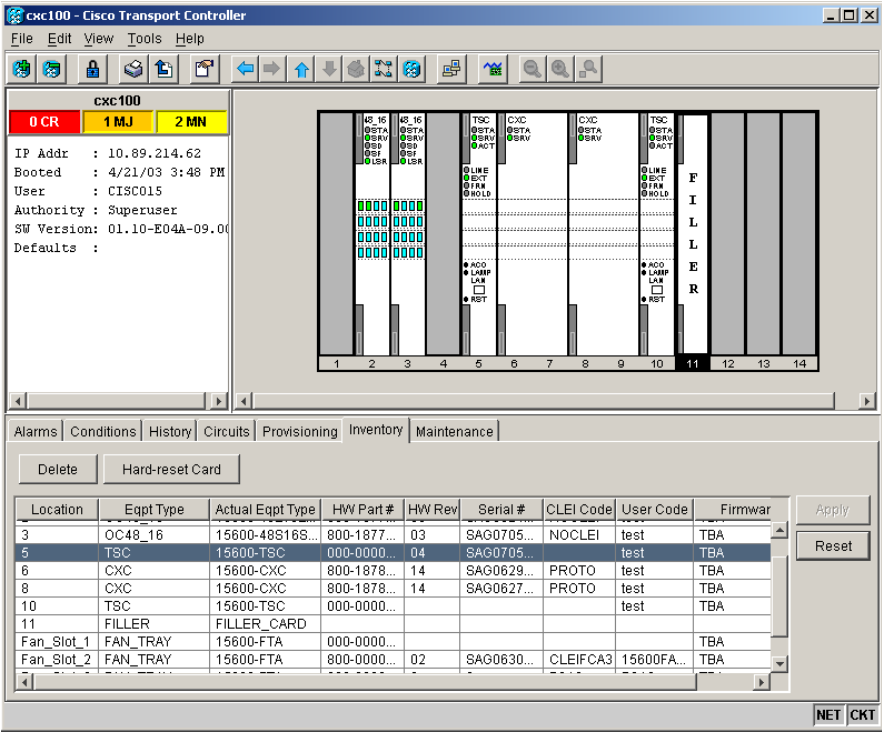 cxc100 - Cisco Transport Controller
File Edit View Tools Help
cxc100
0 CR 1 MJ 2 MN
IP Addr : 10.89.214.62
Booted : 4/21/03 3:48 PM
User : CISCO15
Authority : Superuser
SW Version: 01.10-E04A-09.00
Defaults :
48_16 48_16 TSC CXC CXC TSC
STA STA STA STA STA STA
SRV SRV SRV SRV SRV SRV
SD SD ACT ACT
SF SF
LSR LSR
LINE LINE
EXT EXT
FRN FRN
HOLD HOLD
FILLER
ACO ACO
LAMP LAMP
LAN LAN
RST RST
1 2 3 4 5 6 7 8 9 10 11 12 13 14
Alarms Conditions History Circuits Provisioning Inventory Maintenance
Delete Hard-reset Card
Location Eqpt Type Actual Eqpt Type HW Part # HW Rev Serial # CLEI Code User Code Firmwar
Apply
3 OC48_16 15600-48S16S... 800-1877... 03 SAG0705... NOCLEI test TBA
Reset
5 TSC 15600-TSC 000-0000... 04 SAG0705... test TBA
6 CXC 15600-CXC 800-1878... 14 SAG0629... PROTO test TBA
8 CXC 15600-CXC 800-1878... 14 SAG0627... PROTO test TBA
10 TSC 15600-TSC 000-0000... test TBA
11 FILLER FILLER_CARD
Fan_Slot_1 FAN_TRAY 15600-FTA 000-0000... TBA
Fan_Slot_2 FAN_TRAY 15600-FTA 800-0000... 02 SAG0630... CLEIFCA3 15600FA... TBA
NET CKT